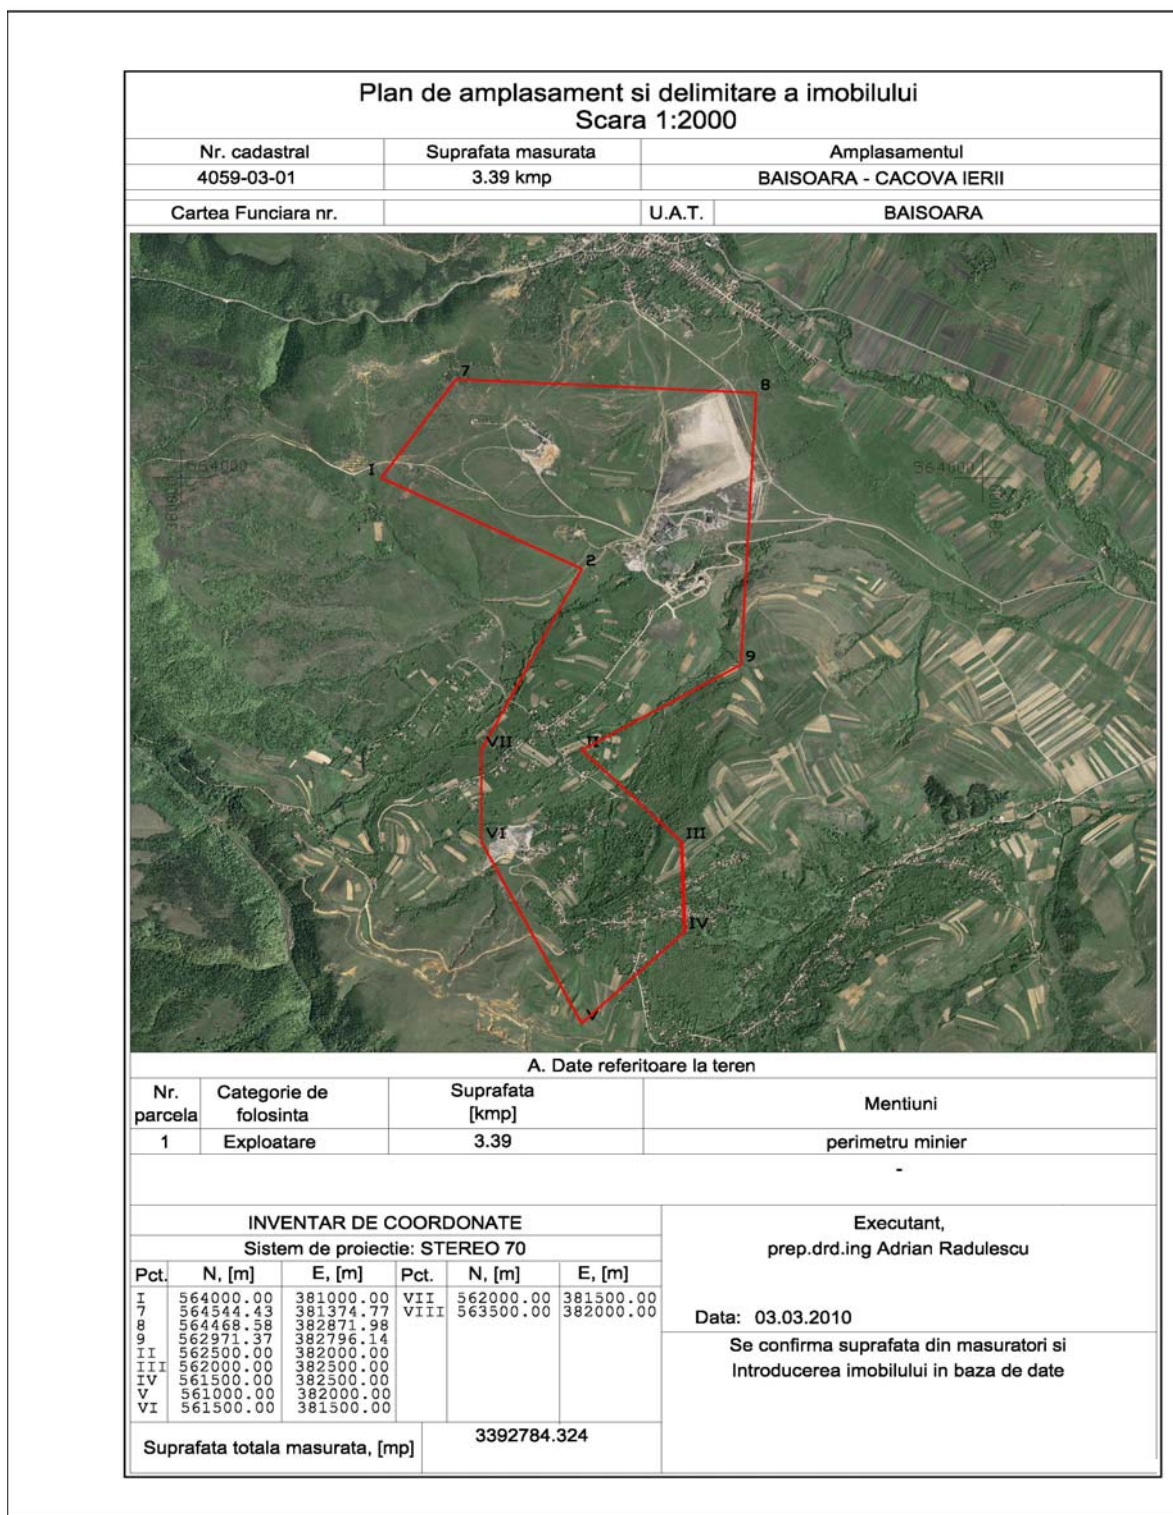 Plan de amplasament si delimitare a imobilului
Scara 1:2000
Nr. cadastral Suprafata masurata Amplasamentul
4059-03-01 3.39 kmp BAISOARA - CACOVA IERII
Cartea Funciara nr. U.A.T. BAISOARA
7
8
I 564000 564000
2
9
VII II
VI III
IV
V
A. Date referitoare la teren
Nr. parcela Categorie de folosinta Suprafata [kmp] Mentiuni
1 Exploatare 3.39 perimetru minier
-
INVENTAR DE COORDONATE
Sistem de proiectie: STEREO 70
Pct. N, [m] E, [m] Pct. N, [m] E, [m]
I 564000.00 381000.00 VII 562000.00 381500.00
7 564544.43 381374.77 VIII 563500.00 382000.00
8 564468.58 382871.98
9 562971.37 382796.14
II 562500.00 382000.00
III 562000.00 382500.00
IV 561500.00 382500.00
V 561000.00 382000.00
VI 561500.00 381500.00
Suprafata totala masurata, [mp] 3392784.324
Executant,
prep.drd.ing Adrian Radulescu
Data: 03.03.2010
Se confirma suprafata din masuratori si
Introducerea imobilului in baza de date